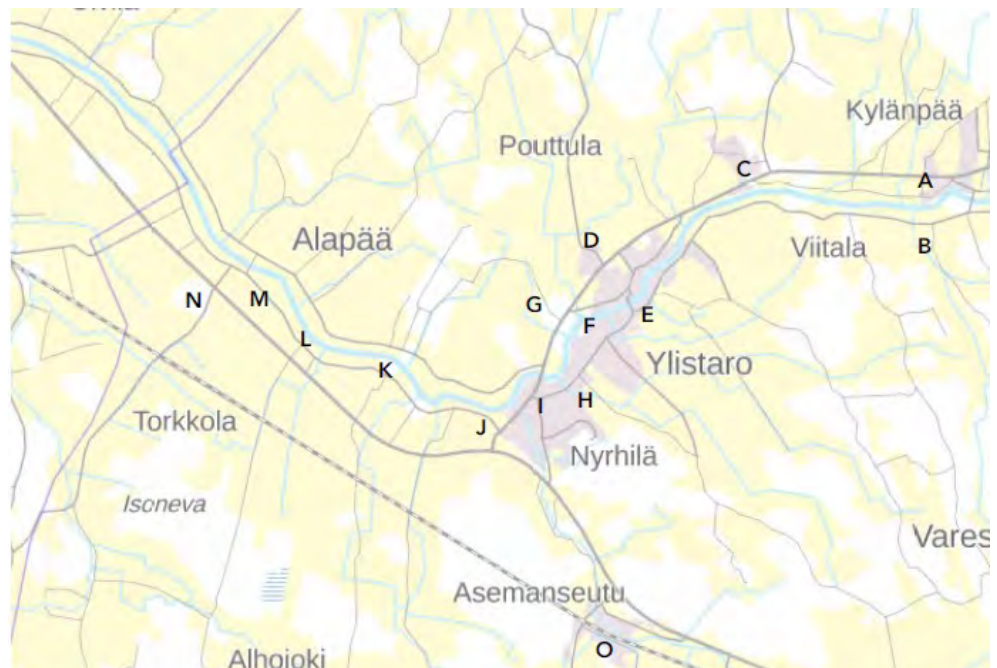 Kylänpää
Pouttula
C
A
D
Alapää
Viitala
B
N
M
G
E
F
L
Ylistaro
K
I
H
Torkkola
J
Nyrhilä
Isoneva
Vares
Asemanseutu
O
Alhojoki